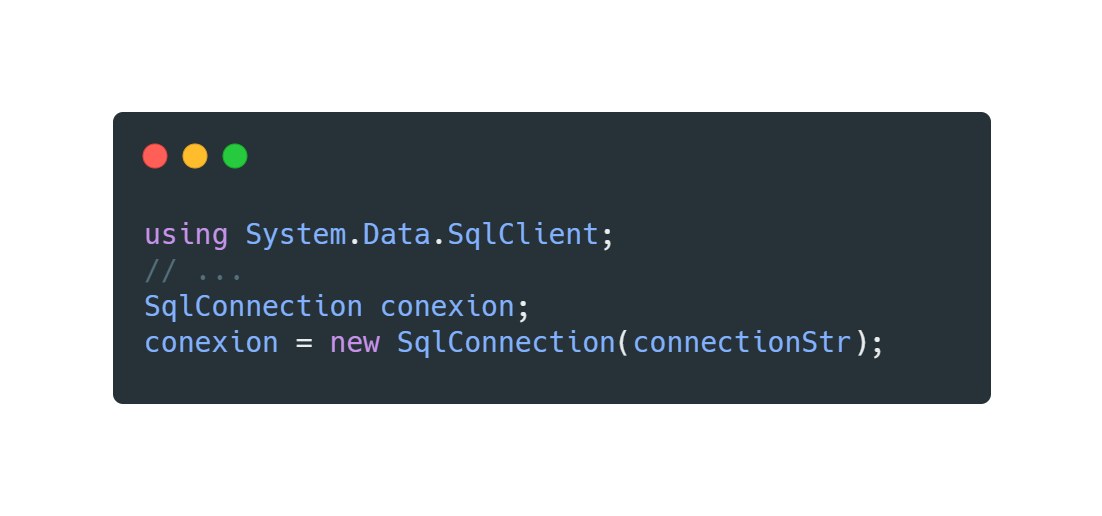 using System.Data.SqlClient;
// ...
SqlConnection conexion;
conexion = new SqlConnection(connectionStr);